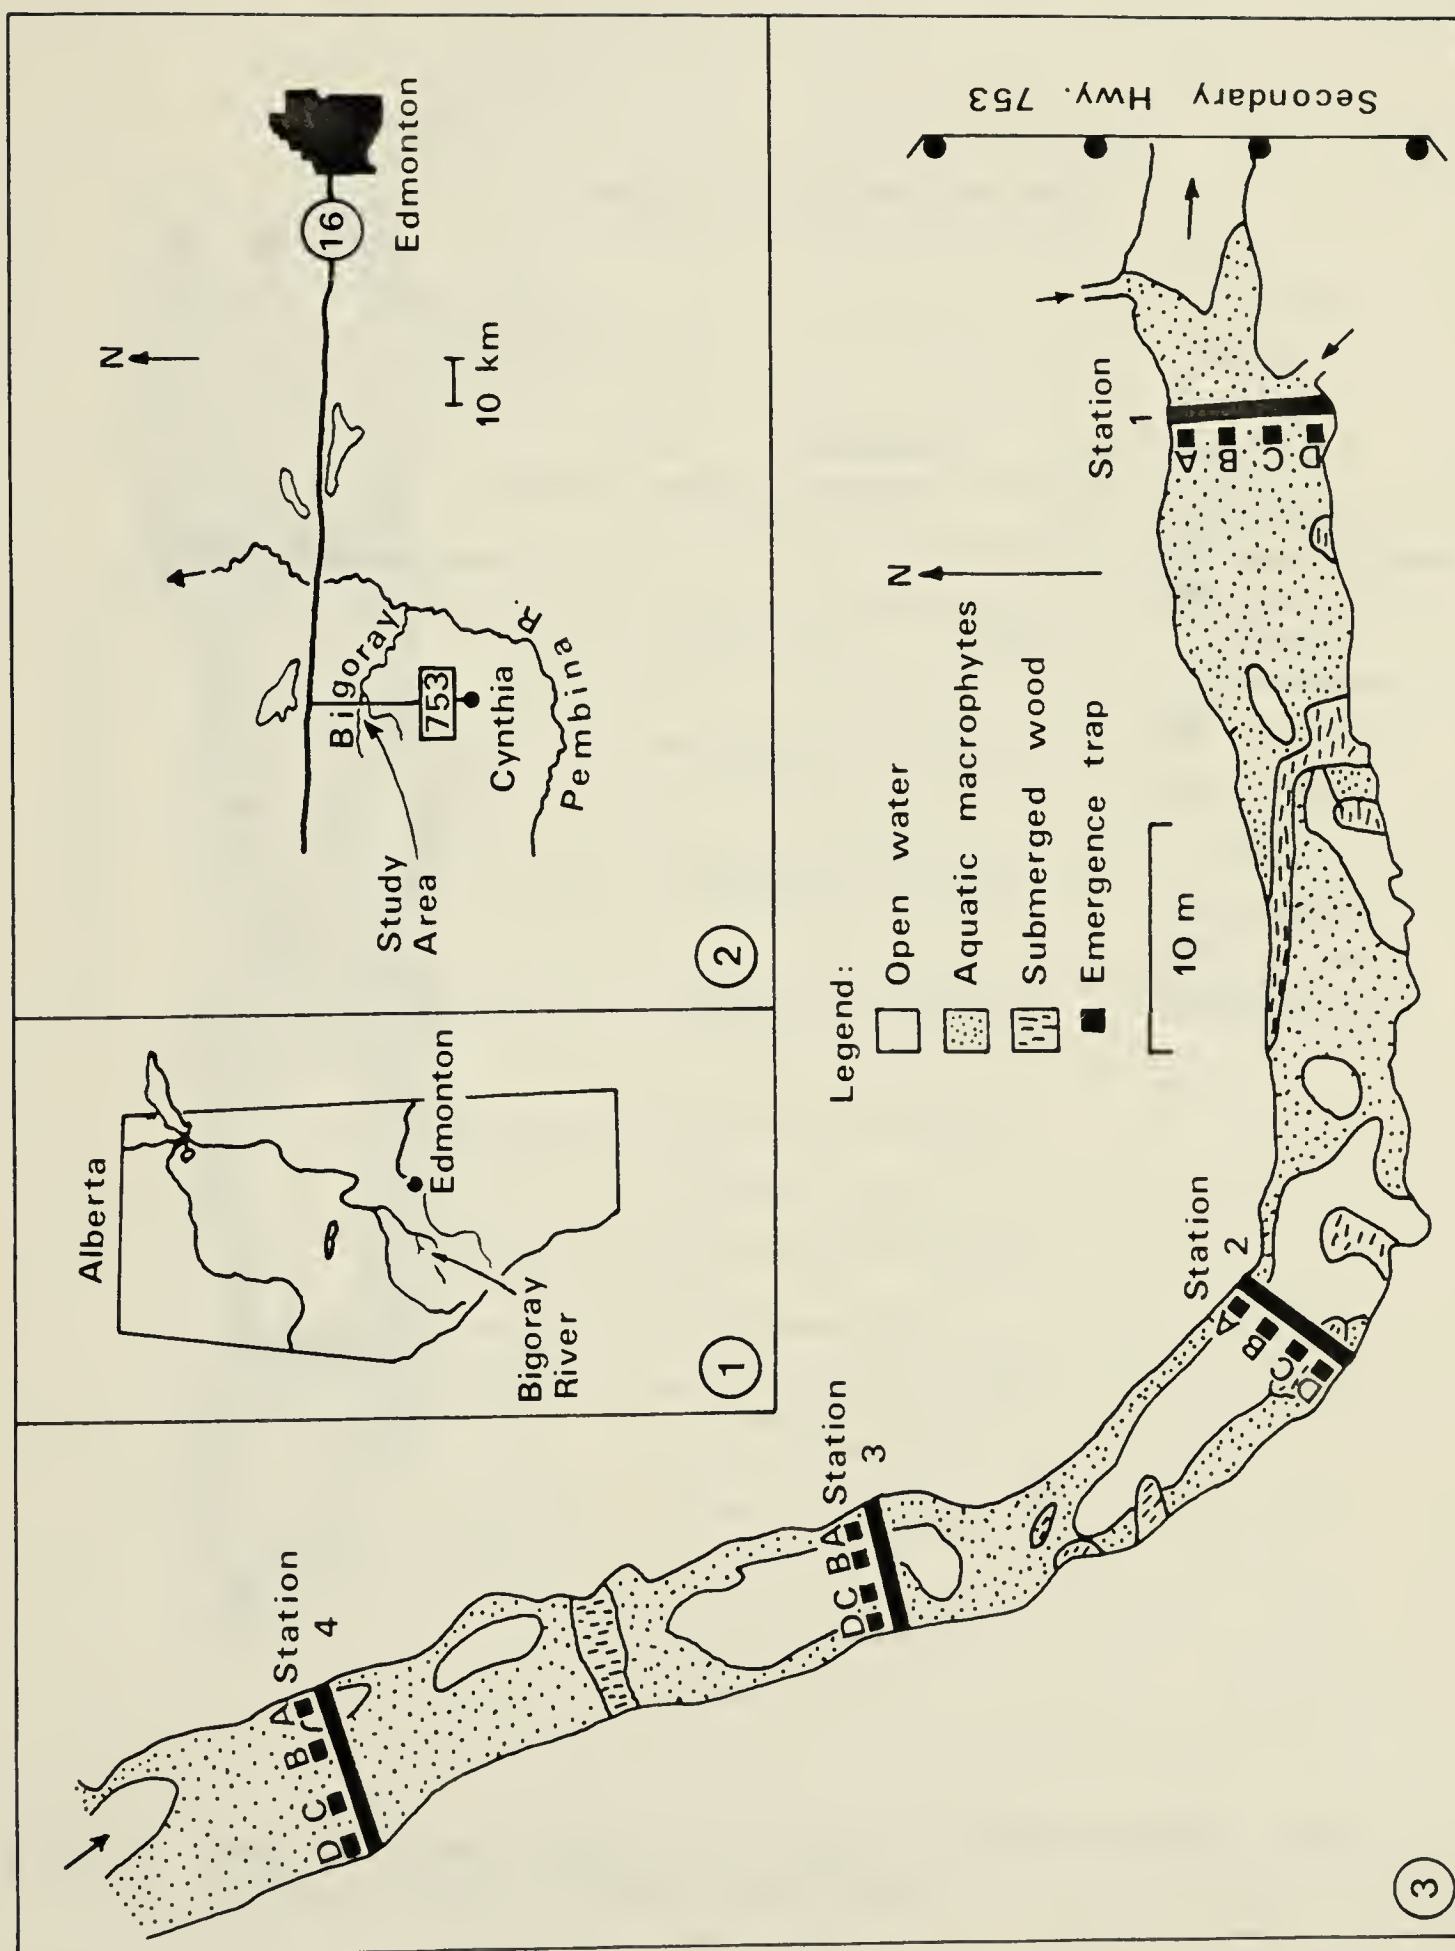 Alberta
Edmonton
Bigoray
River
1
N
16
Edmonton
10 km
Bigoray
753
Cynthia
Pembina
R.
Study
Area
2
Station
4
A
B
C
D
Station
3
A
B
C
D
Station
2
A
B
C
D
Station
1
A
B
C
D
Secondary Hwy. 753
N
Legend:
Open water
Aquatic macrophytes
Submerged wood
Emergence trap
10 m
3